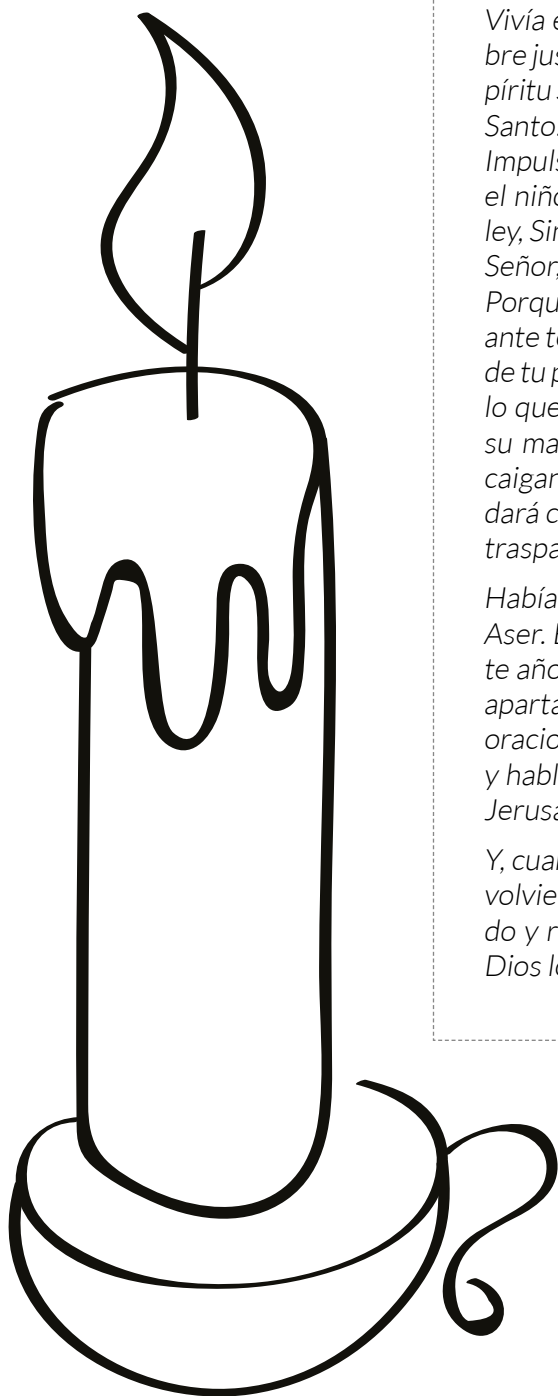 Vivía e
bre jus
píritu s
Santo.
Impuls
el niño
ley, Sin
Señor,
Porqu
ante to
de tu p
lo que
su ma
caigan
dará c
traspa
Había
Aser. 
te año
aparta
oracio
y habl
Jerusa
Y, cuan
volvie
do y r
Dios lo